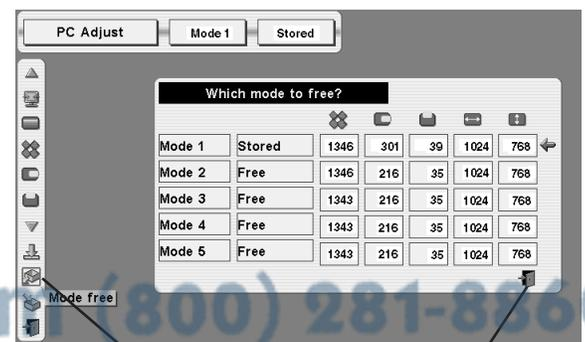 PC Adjust Mode 1 Stored
Which mode to free?
Mode 1 Stored 1346 301 39 1024 768
Mode 2 Free 1346 216 35 1024 768
Mode 3 Free 1343 216 35 1024 768
Mode 4 Free 1343 216 35 1024 768
Mode 5 Free 1343 216 35 1024 768
Mode free
(800) 281-886